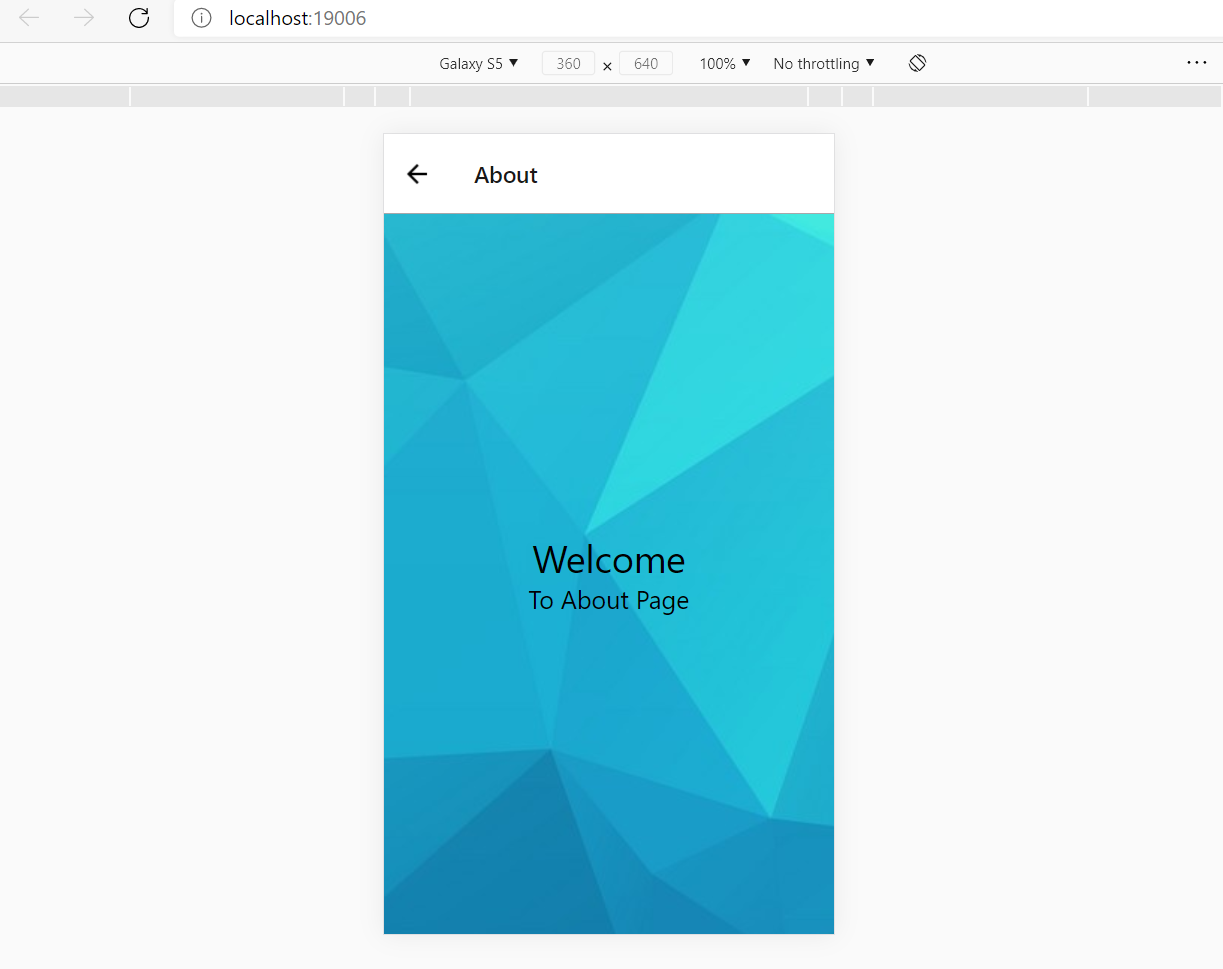 localhost:19006
Galaxy S5 ▼ 360 × 640 100% ▼ No throttling ▼
About
Welcome
To About Page